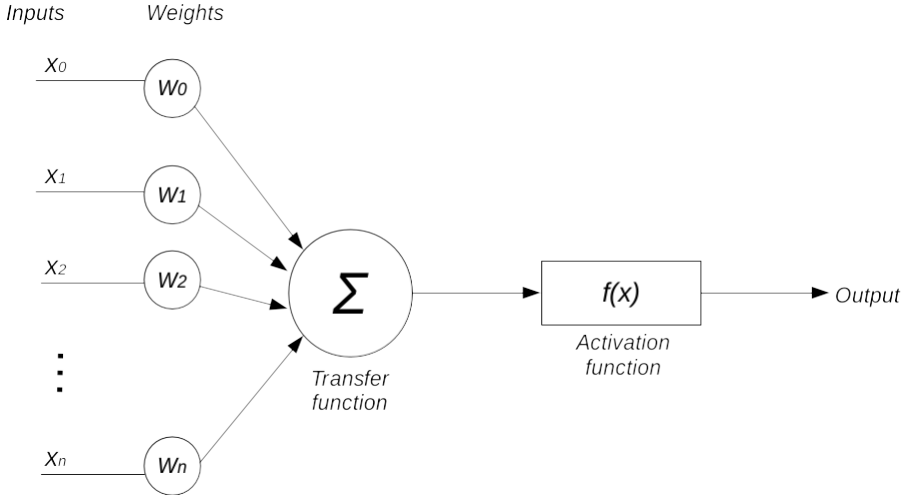 Inputs Weights
X0
W0
X1
W1
X2
W2
Σ
f(x)
Output
Activation
function
Transfer
function
Xn
Wn